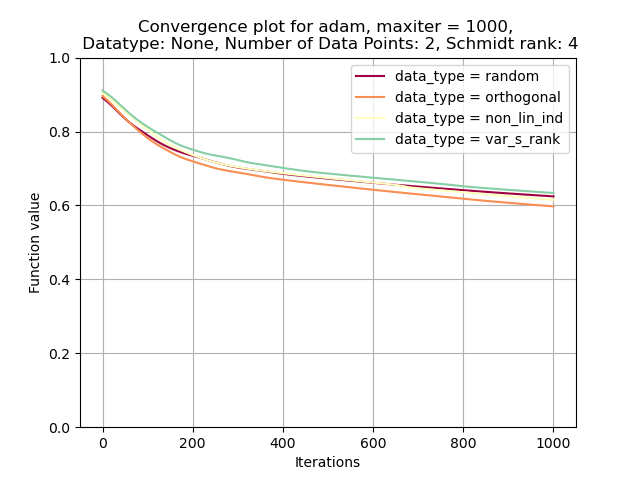 Convergence plot for adam, maxiter = 1000,
Datatype: None, Number of Data Points: 2, Schmidt rank: 4
1.0
0.8
0.6
0.4
0.2
0.0
Function value
data_type = random
data_type = orthogonal
data_type = non_lin_ind
data_type = var_s_rank
0 200 400 600 800 1000
Iterations